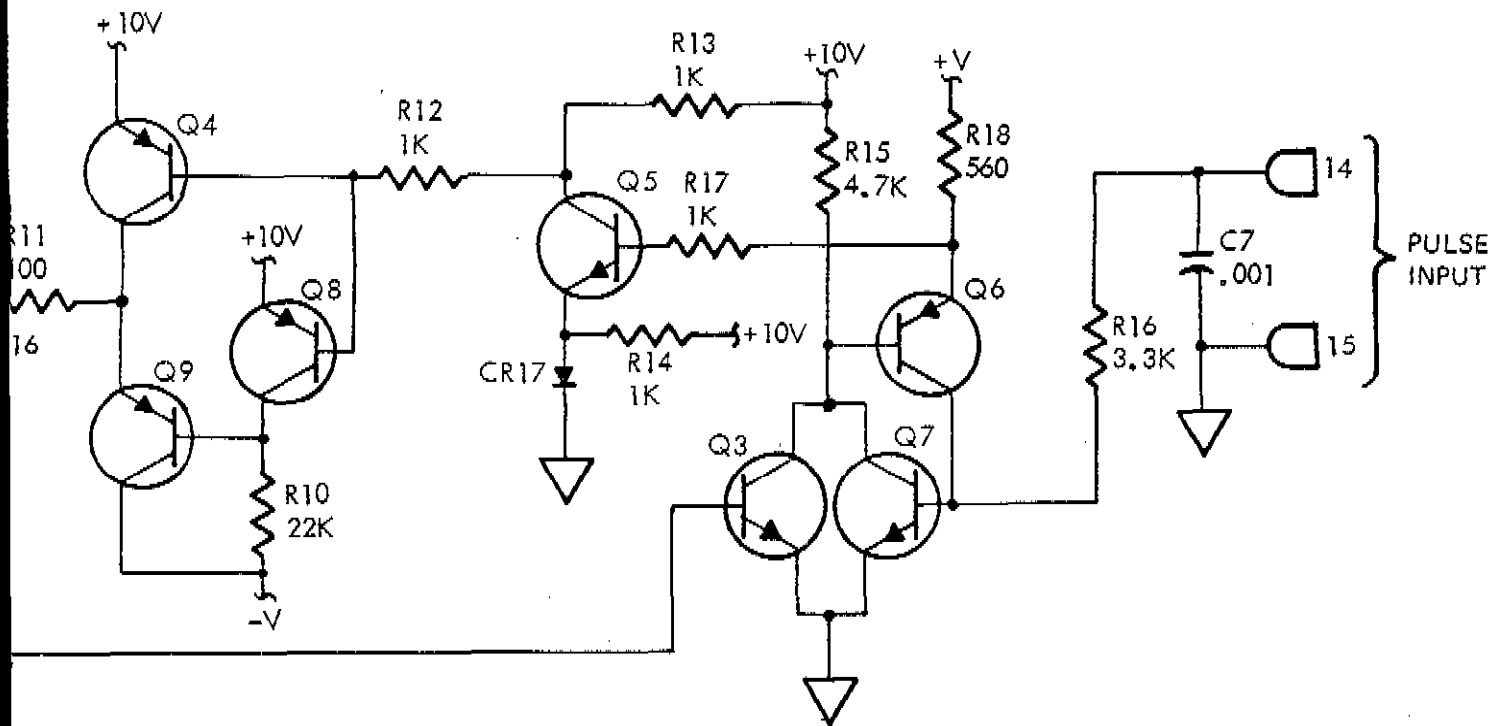 +10V
Q4
R12
1K
R13
1K
+10V
+V
R15
4.7K
R18
560
14
Q5
R17
1K
C7
.001
PULSE
INPUT
+10V
Q8
Q6
R16
3.3K
15
16
Q9
CR17
R14
1K
+10V
Q3
Q7
R10
22K
-V